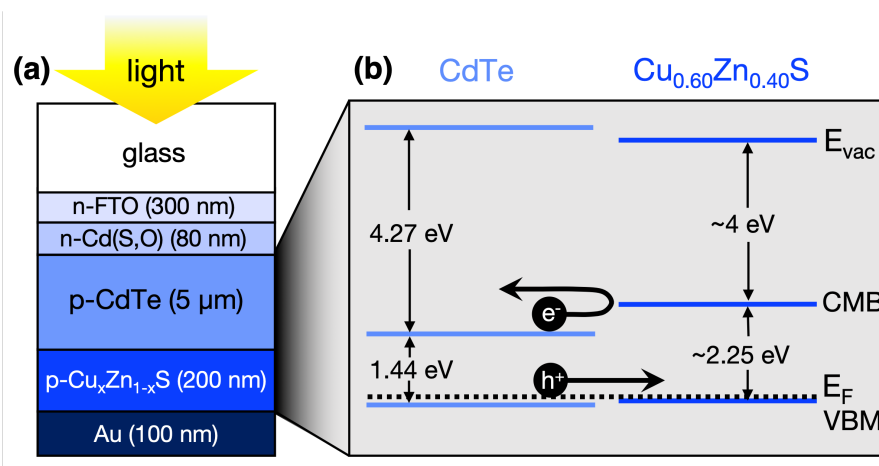 (a)
light
glass
n-FTO (300 nm)
n-Cd(S,O) (80 nm)
p-CdTe (5 μm)
p-CuₓZn₁₋ₓS (200 nm)
Au (100 nm)
(b)
CdTe
Cu₀.₆₀Zn₀.₄₀S
Eᵥₐc
4.27 eV
~4 eV
e⁻
CMB
1.44 eV
~2.25 eV
h⁺
E_F
VBM